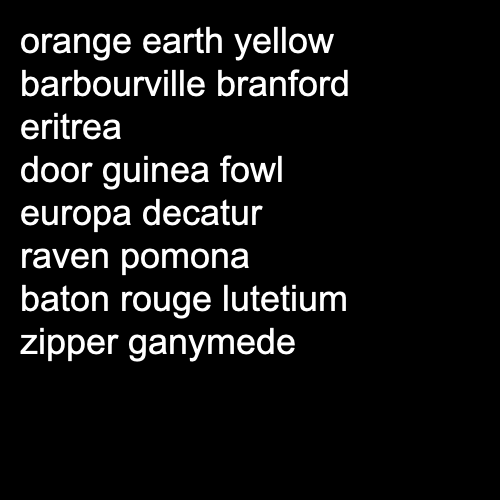 orange earth yellow
barbourville branford
eritrea
door guinea fowl
europa decatur
raven pomona
baton rouge lutetium
zipper ganymede